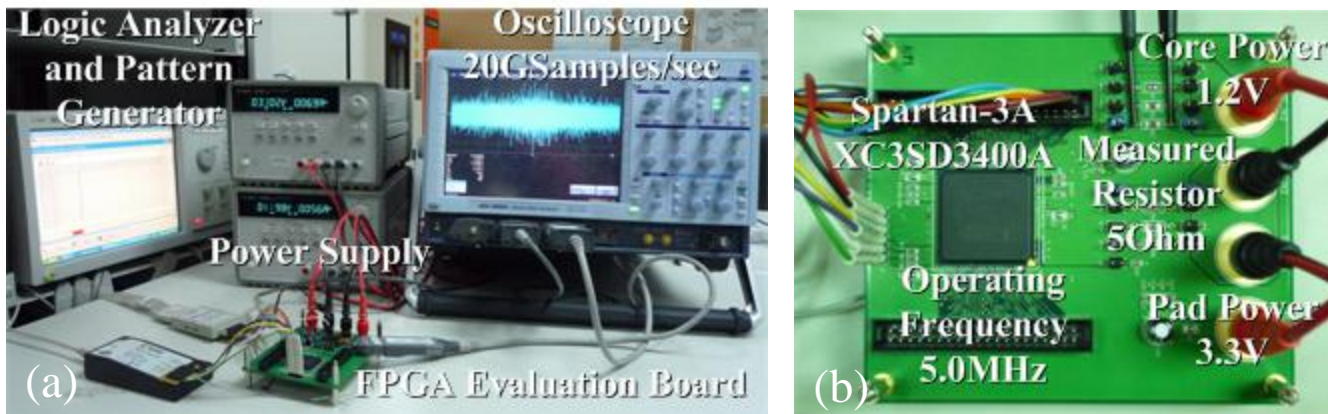 Logic Analyzer
and Pattern
Generator
Oscilloscope
20GSamples/sec
Power Supply
FPGA Evaluation Board
(a)
Core Power
1.2V
Spartan-3A
XC3SD3400A
Measured
Resistor
5Ohm
Operating
Frequency
5.0MHz
Pad Power
3.3V
(b)